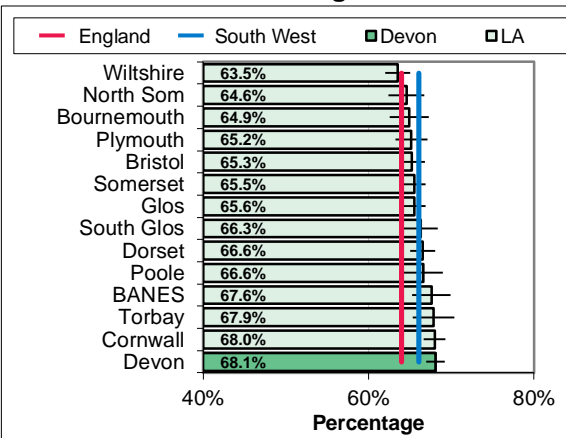 England South West Devon LA
Wiltshire 63.5%
North Som 64.6%
Bournemouth 64.9%
Plymouth 65.2%
Bristol 65.3%
Somerset 65.5%
Glos 65.6%
South Glos 66.3%
Dorset 66.6%
Poole 66.6%
BANES 67.6%
Torbay 67.9%
Cornwall 68.0%
Devon 68.1%
40% 60% 80%
Percentage